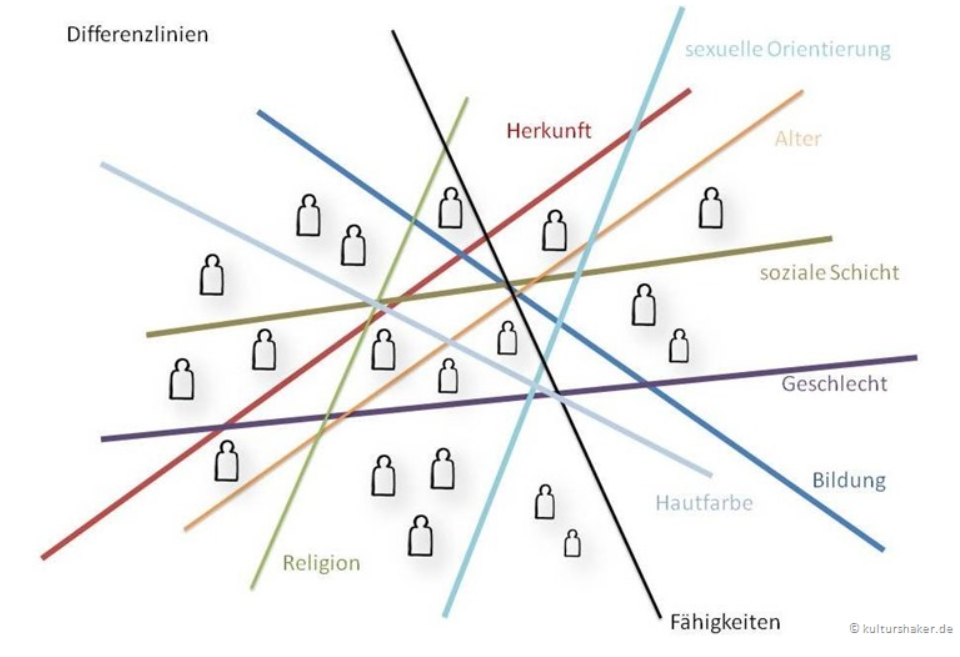 Differenzlinien
sexuelle Orientierung
Herkunft
Alter
soziale Schicht
Geschlecht
Bildung
Hautfarbe
Religion
Fähigkeiten
© kulturshaker.de